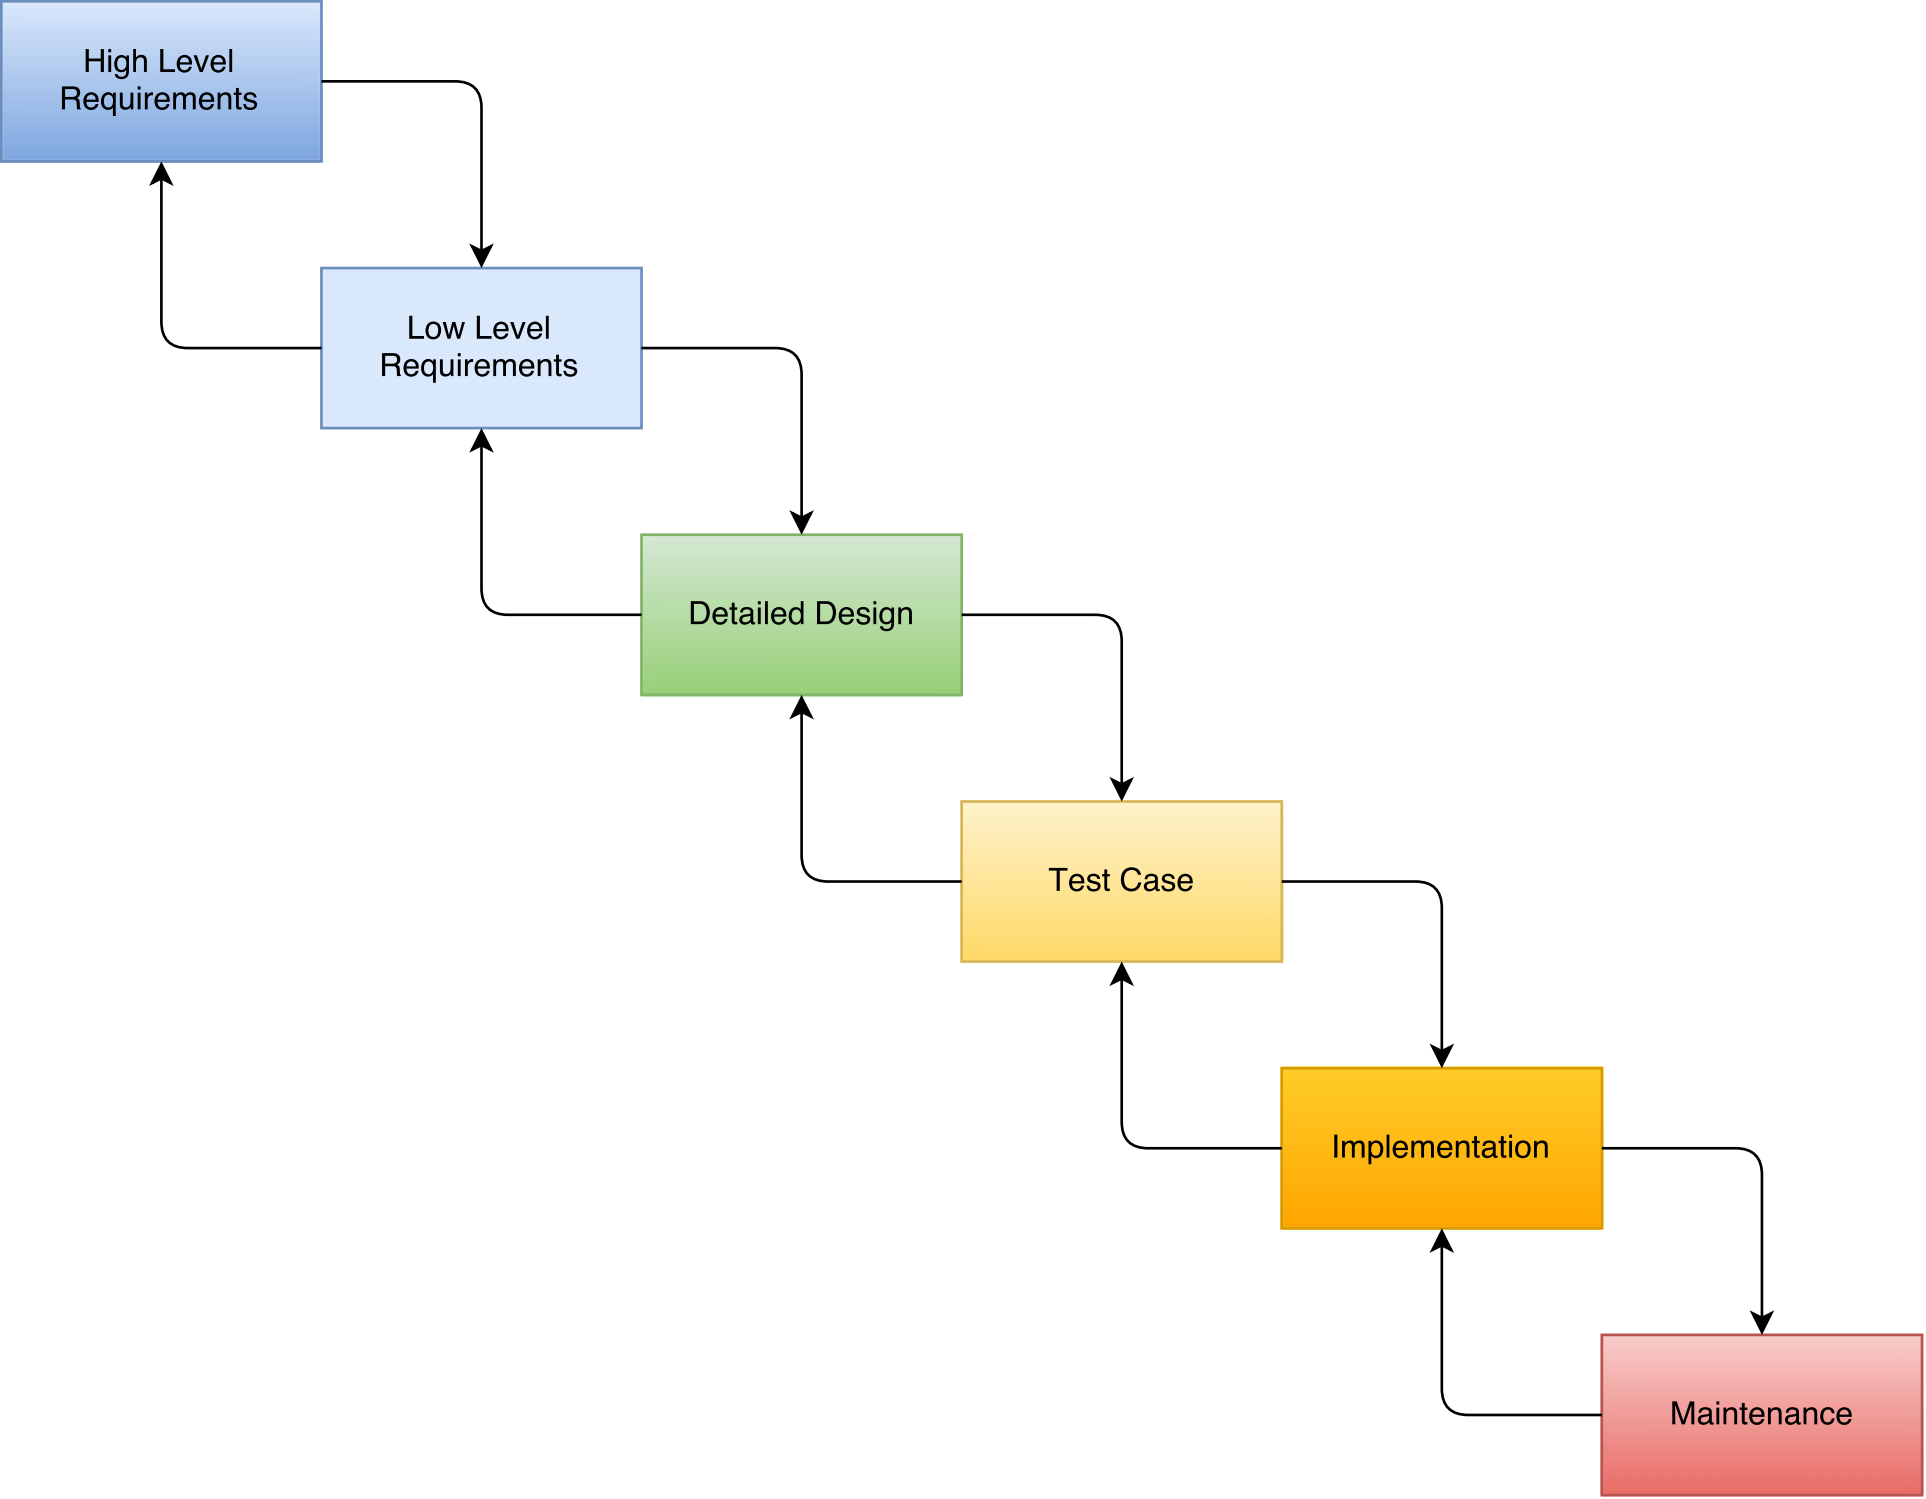 High Level
Requirements
Low Level
Requirements
Detailed Design
Test Case
Implementation
Maintenance